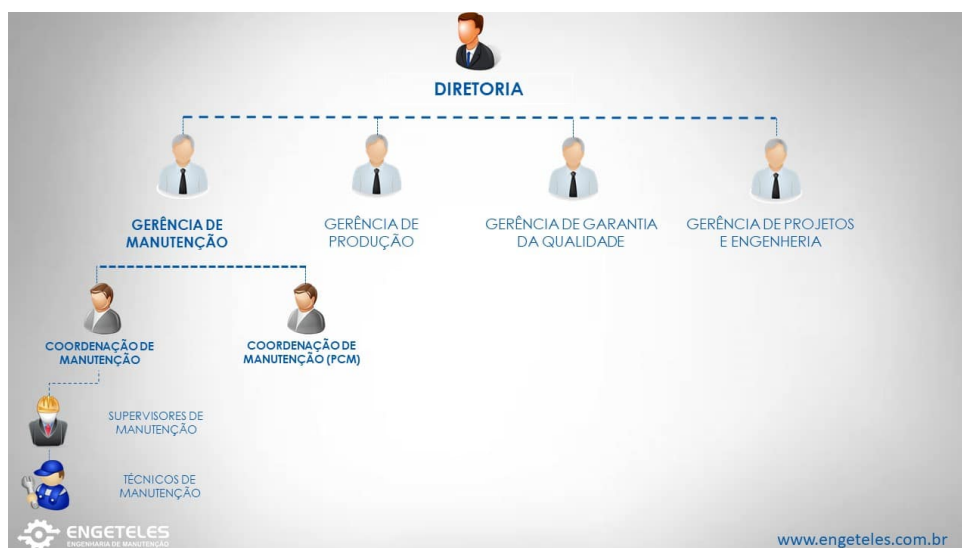 DIRETORIA
GERÊNCIA DE
MANUTENÇÃO
GERÊNCIA DE
PRODUÇÃO
GERÊNCIA DE GARANTIA
DA QUALIDADE
GERÊNCIA DE PROJETOS
E ENGENHERIA
COORDENAÇÃO DE
MANUTENÇÃO
COORDENAÇÃO DE
MANUTENÇÃO (PCM)
SUPERVISORES DE
MANUTENÇÃO
TÉCNICOS DE
MANUTENÇÃO
ENGETELES
ENGENHARIA DE MANUTENÇÃO
www.engeteles.com.br